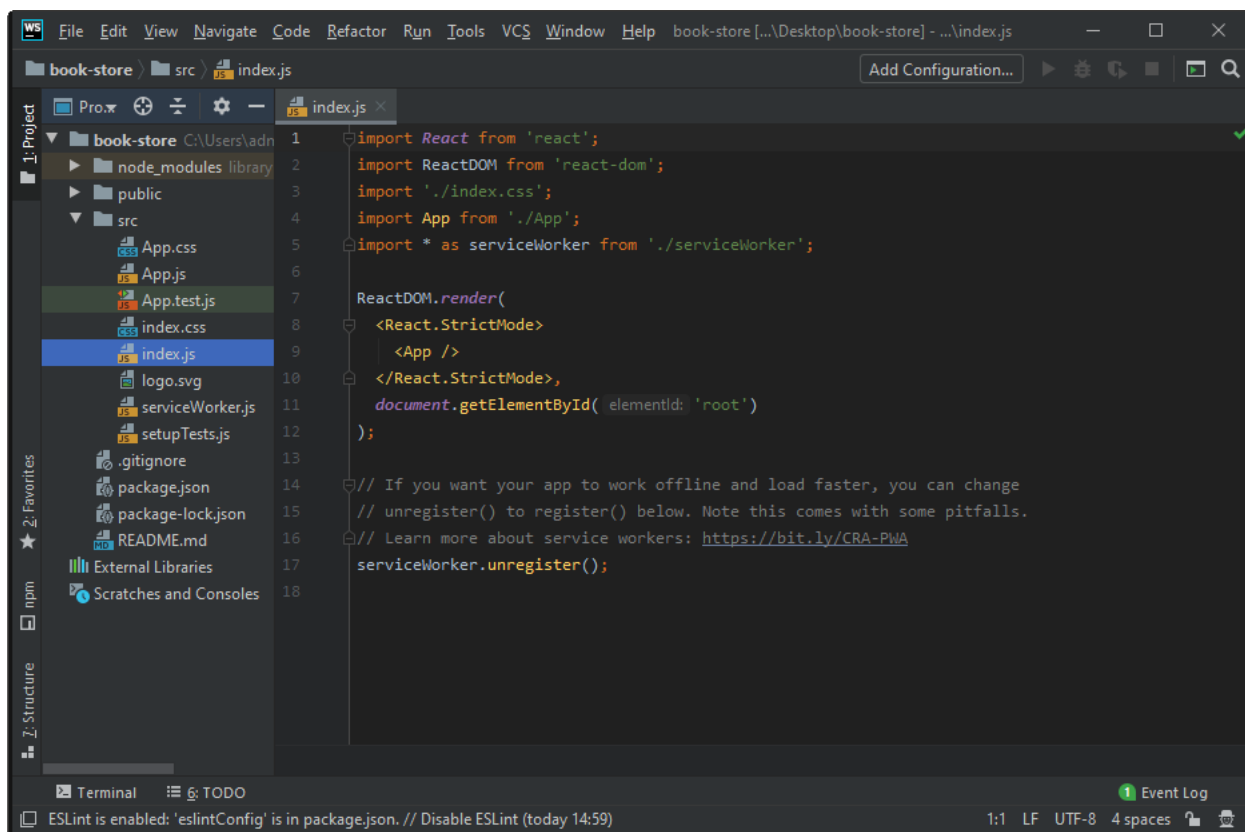 WS File Edit View Navigate Code Refactor Run Tools VCS Window Help book-store [...\Desktop\book-store] - ...\index.js
book-store src index.js Add Configuration...
1: Project
2: Favorites
npm
7: Structure
Pro.
book-store C:\Users\adn
node_modules library
public
src
App.css
App.js
App.test.js
index.css
index.js
logo.svg
serviceWorker.js
setupTests.js
.gitignore
package.json
package-lock.json
README.md
External Libraries
Scratches and Consoles
index.js
1 import React from 'react';
2 import ReactDOM from 'react-dom';
3 import './index.css';
4 import App from './App';
5 import * as serviceWorker from './serviceWorker';
6
7 ReactDOM.render(
8 <React.StrictMode>
9 <App />
10 </React.StrictMode>,
11 document.getElementById( elementId: 'root')
12 );
13
14 // If you want your app to work offline and load faster, you can change
15 // unregister() to register() below. Note this comes with some pitfalls.
16 // Learn more about service workers: https://bit.ly/CRA-PWA
17 serviceWorker.unregister();
18
Terminal 6: TODO 1 Event Log
ESLint is enabled: 'eslintConfig' is in package.json. // Disable ESLint (today 14:59) 1:1 LF UTF-8 4 spaces